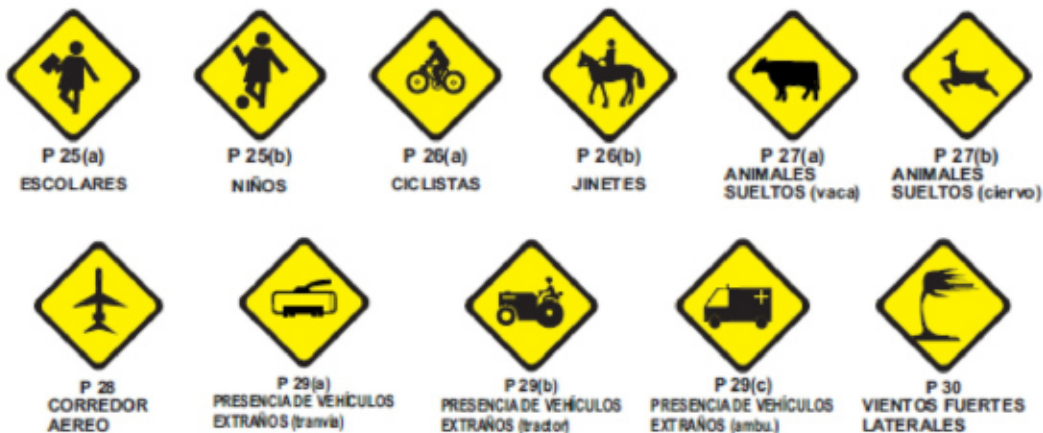 P 25(a)
ESCOLARES
P 25(b)
NIÑOS
P 26(a)
CICLISTAS
P 26(b)
JINETES
P 27(a)
ANIMALES
SUELTOS (vaca)
P 27(b)
ANIMALES
SUELTOS (ciervo)
P 28
CORREDOR
AEREO
P 29(a)
PRESENCIA DE VEHÍCULOS
EXTRAÑOS (tranvia)
P 29(b)
PRESENCIA DE VEHÍCULOS
EXTRAÑOS (tractor)
P 29(c)
PRESENCIA DE VEHÍCULOS
EXTRAÑOS (ambu.)
P 30
VIENTOS FUERTES
LATERALES